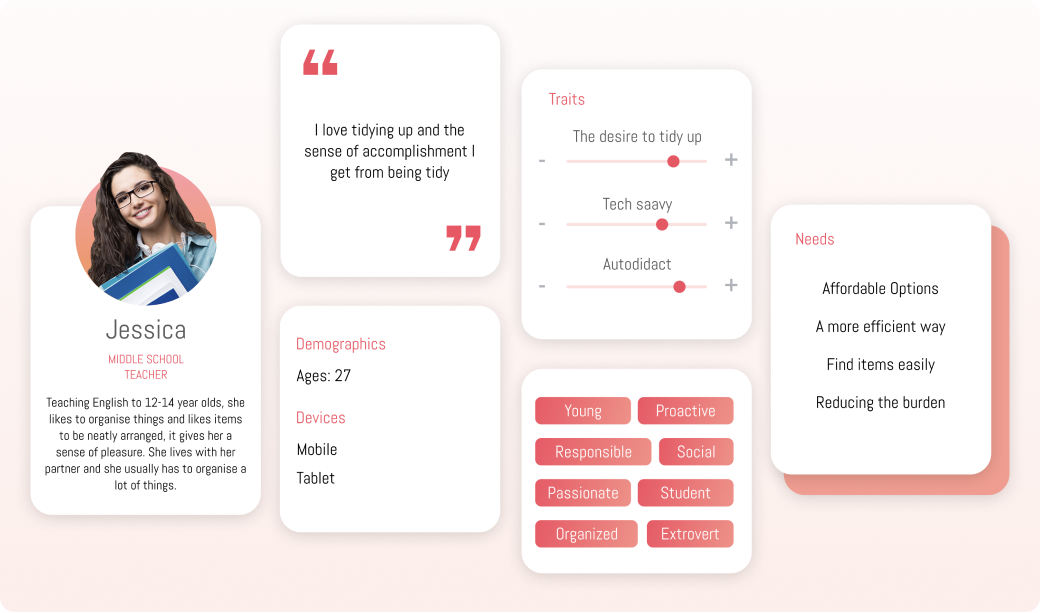 Jessica
MIDDLE SCHOOL
TEACHER
Teaching English to 12-14 year olds, she
likes to organise things and likes items
to be neatly arranged, it gives her a
sense of pleasure. She lives with her
partner and she usually has to organise a
lot of things.
“
I love tidying up and the
sense of accomplishment I
get from being tidy
”
Demographics
Ages: 27
Devices
Mobile
Tablet
Traits
The desire to tidy up
- +
Tech saavy
- +
Autodidact
- +
Young Proactive
Responsible Social
Passionate Student
Organized Extrovert
Needs
Affordable Options
A more efficient way
Find items easily
Reducing the burden